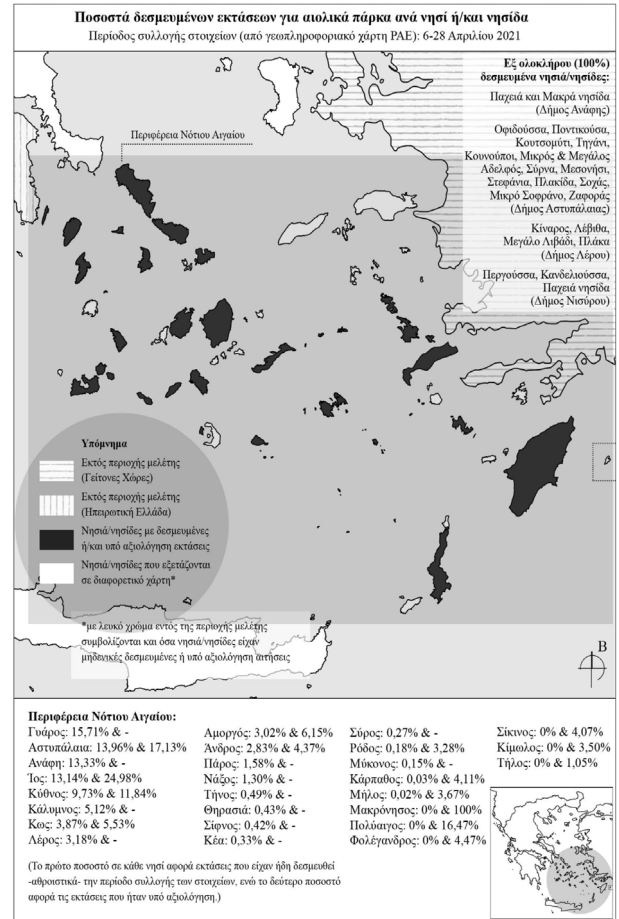 Ποσοστά δεσμευμένων εκτάσεων για αιολικά πάρκα ανά νησί ή/και νησίδα
Περίοδος συλλογής στοιχείων (από γεωπληροφοριακό χάρτη ΡΑΕ): 6-28 Απριλίου 2021
Εξ ολοκλήρου (100%)
δεσμευμένα νησιά/νησίδες:
Παχειά και Μακρά νησίδα
(Δήμος Ανάφης)
Οφιδούσσα, Ποντικούσα,
Κουτσομύτι, Τηγάνι,
Κουνούποι, Μικρός & Μεγάλος
Αδελφός, Σύρνα, Μεσονήσι,
Στεφάνια, Πλακίδα, Σοχάς,
Μικρό Σοφράνο, Ζαφοράς
(Δήμος Αστυπάλαιας)
Κίναρος, Λέβιθα,
Μεγάλο Λιβάδι, Πλάκα
(Δήμος Λέρου)
Περγούσσα, Κανδελιούσσα,
Παχειά νησίδα
(Δήμος Νισύρου)
Περιφέρεια Νότιου Αιγαίου
Υπόμνημα
Εκτός περιοχής μελέτης
(Γείτονες Χώρες)
Εκτός περιοχής μελέτης
(Ηπειρωτική Ελλάδα)
Νησιά/νησίδες με δεσμευμένες
ή/και υπό αξιολόγηση εκτάσεις
Νησιά/νησίδες που εξετάζονται
σε διαφορετικό χάρτη*
*με λευκό χρώμα εντός της περιοχής μελέτης
συμβολίζονται και όσα νησιά/νησίδες είχαν
μηδενικές δεσμευμένες ή υπό αξιολόγηση αιτήσεις
Β
Περιφέρεια Νότιου Αιγαίου:
Γυάρος: 15,71% & -
Αστυπάλαια: 13,96% & 17,13%
Ανάφη: 13,33% & -
Ίος: 13,14% & 24,98%
Κύθνος: 9,73% & 11,84%
Κάλυμνος: 5,12% & -
Κως: 3,87% & 5,53%
Λέρος: 3,18% & -
Αμοργός: 3,02% & 6,15%
Άνδρος: 2,83% & 4,37%
Πάρος: 1,58% & -
Νάξος: 1,30% & -
Τήνος: 0,49% & -
Θηρασιά: 0,43% & -
Σίφνος: 0,42% & -
Κέα: 0,33% & -
Σύρος: 0,27% & -
Ρόδος: 0,18% & 3,28%
Μύκονος: 0,15% & -
Κάρπαθος: 0,03% & 4,11%
Μήλος: 0,02% & 3,67%
Μακρόνησος: 0% & 100%
Πολύαιγος: 0% & 16,47%
Φολέγανδρος: 0% & 4,47%
Σίκινος: 0% & 4,07%
Κίμωλος: 0% & 3,50%
Τήλος: 0% & 1,05%
(Το πρώτο ποσοστό σε κάθε νησί αφορά εκτάσεις που είχαν ήδη δεσμευθεί
-αθροιστικά- την περίοδο συλλογής των στοιχείων, ενώ το δεύτερο ποσοστό
αφορά τις εκτάσεις που ήταν υπό αξιολόγηση.)